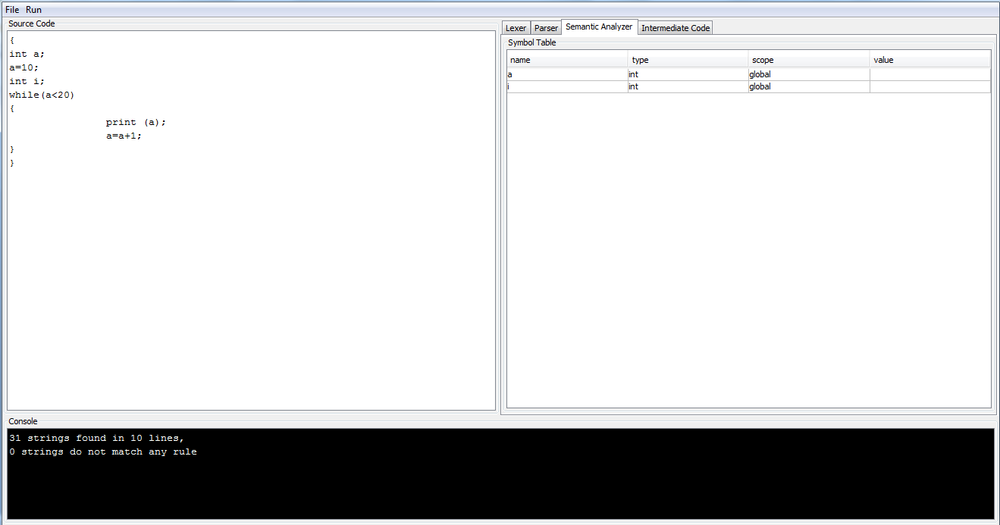 File Run
Source Code
{
int a;
a=10;
int i;
while(a<20)
{
print (a);
a=a+1;
}
}
Lexer Parser Semantic Analyzer Intermediate Code
Symbol Table
name type scope value
a int global
i int global
Console
31 strings found in 10 lines,
0 strings do not match any rule